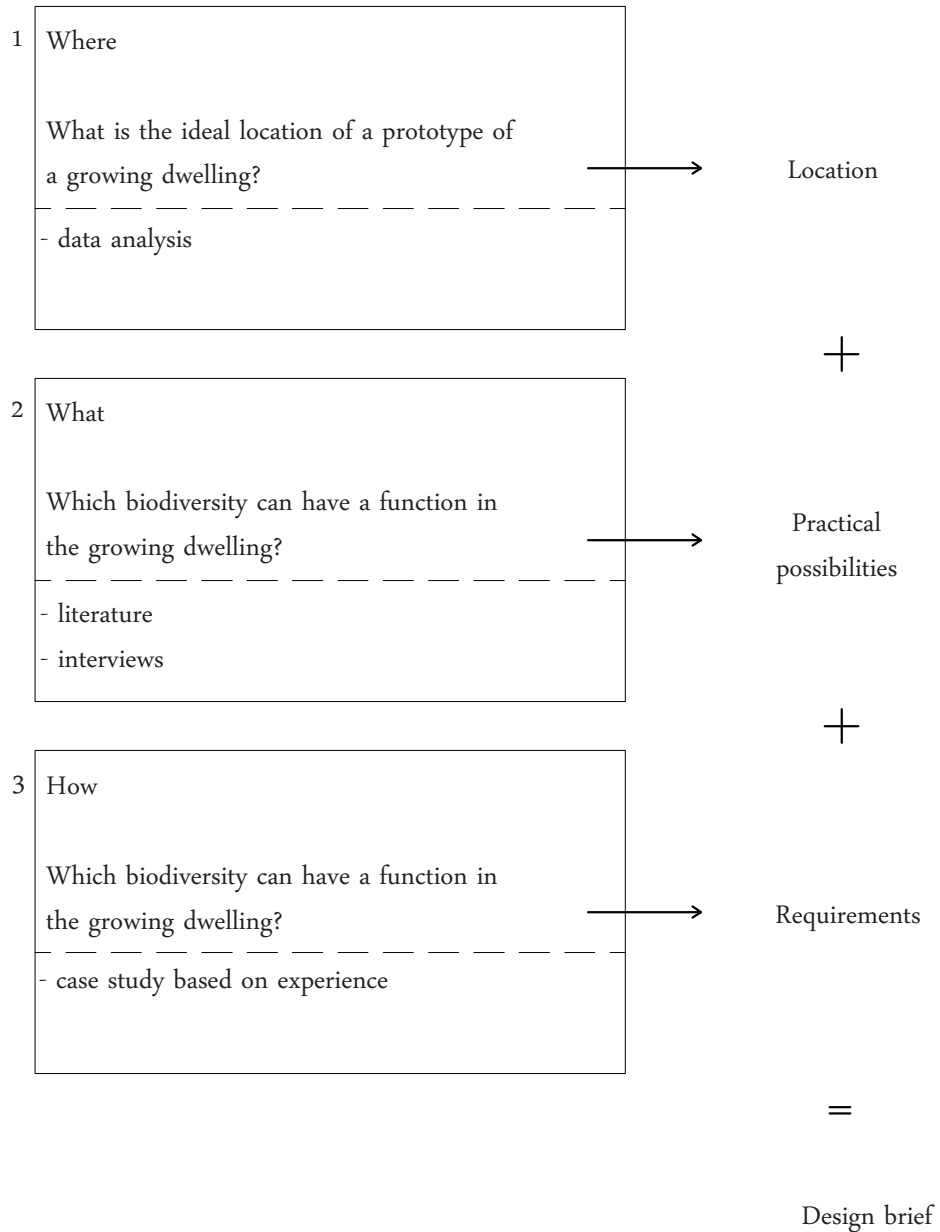 1
Where
What is the ideal location of a prototype of
a growing dwelling?
- data analysis
Location
+
2
What
Which biodiversity can have a function in
the growing dwelling?
- literature
- interviews
Practical
possibilities
+
3
How
Which biodiversity can have a function in
the growing dwelling?
- case study based on experience
Requirements
=
Design brief